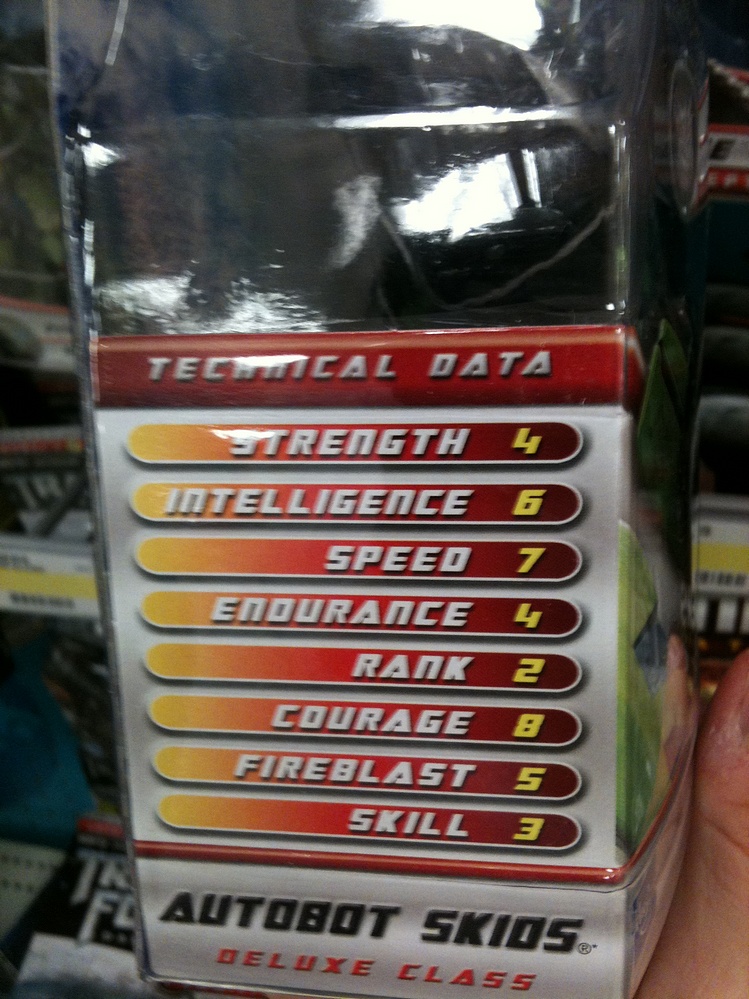 TECHNICAL DATA
STRENGTH 4
INTELLIGENCE 6
SPEED 7
ENDURANCE 4
RANK 2
COURAGE 8
FIREBLAST 5
SKILL 3
AUTOBOT SKIDS®*
DELUXE CLASS